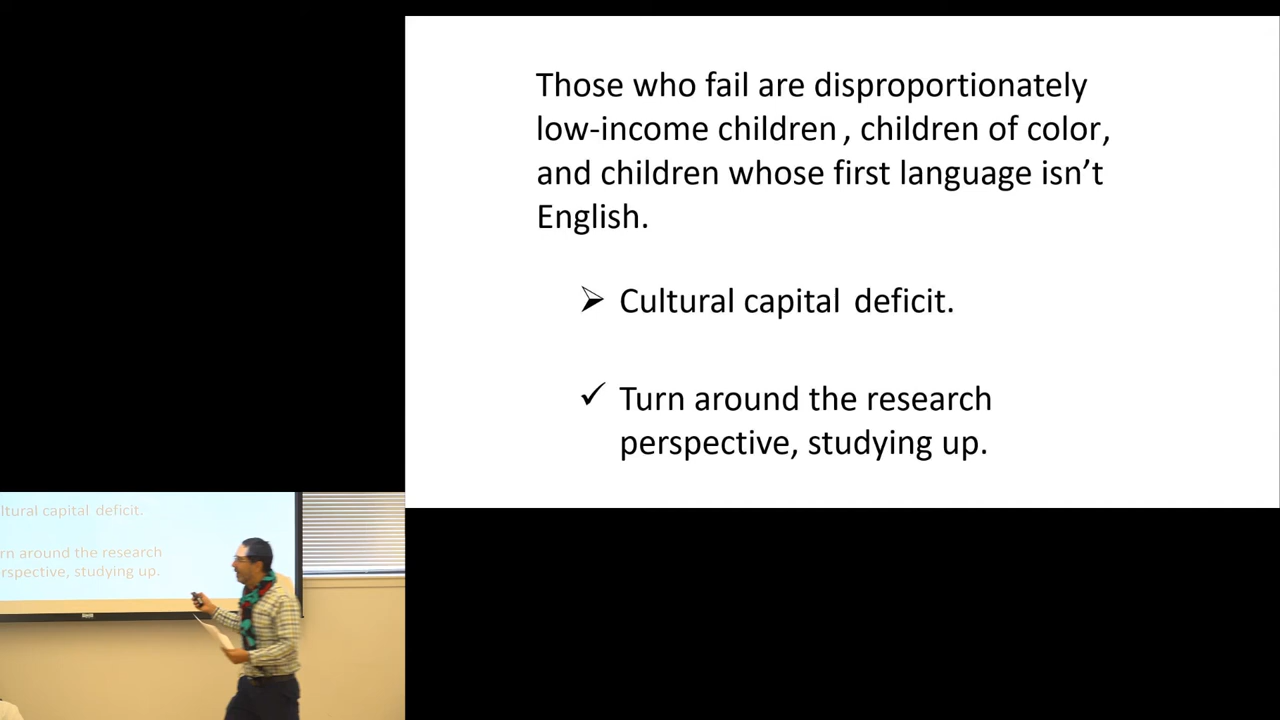 Those who fail are disproportionately
low-income children , children of color,
and children whose first language isn’t
English.
➢ Cultural capital deficit.
✓ Turn around the research
perspective, studying up.
ltural capital deficit.
rn around the research
rspective, studying up.